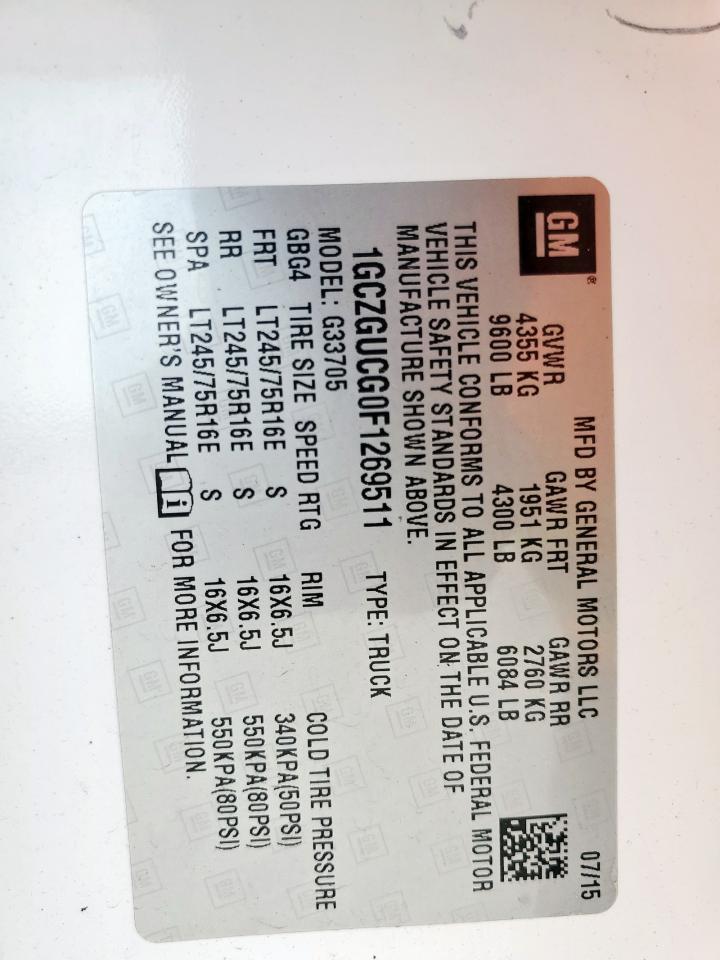 GM®
MFD BY GENERAL MOTORS LLC 07/15
GVWR GAWR FRT GAWR RR
4355 KG 1951 KG 2760 KG
9600 LB 4300 LB 6084 LB
THIS VEHICLE CONFORMS TO ALL APPLICABLE U.S. FEDERAL MOTOR
VEHICLE SAFETY STANDARDS IN EFFECT ON THE DATE OF
MANUFACTURE SHOWN ABOVE.
1GCZGUCG0F1269511 TYPE: TRUCK
MODEL: G33705
GBG4 TIRE SIZE SPEED RTG RIM COLD TIRE PRESSURE
FRT LT245/75R16E S 16X6.5J 340KPA(50PSI)
RR LT245/75R16E S 16X6.5J 550KPA(80PSI)
SPA LT245/75R16E S 16X6.5J 550KPA(80PSI)
SEE OWNER'S MANUAL i FOR MORE INFORMATION.